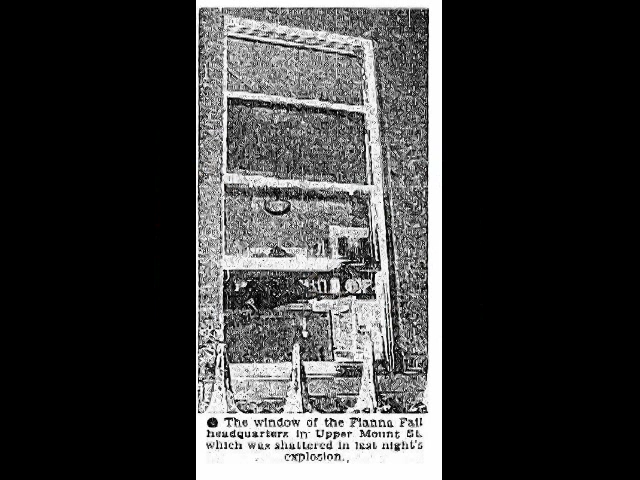 The window of the Fianna Fail
headquarters in Upper Mount St.
which was shattered in last night's
explosion.